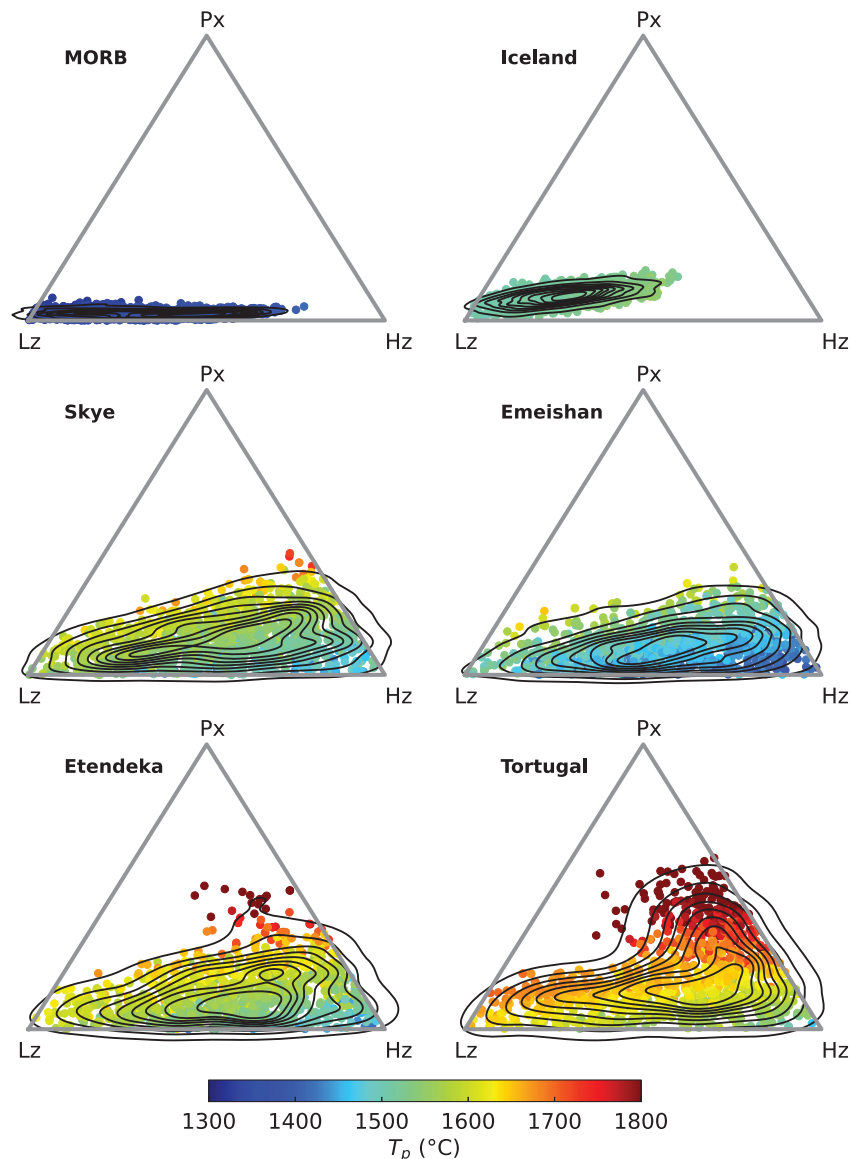 Px Px
MORB Iceland
Lz Hz Lz Hz
Px Px
Skye Emeishan
Lz Hz Lz Hz
Px Px
Etendeka Tortugal
Lz Hz Lz Hz
1300 1400 1500 1600 1700 1800
Tp (°C)